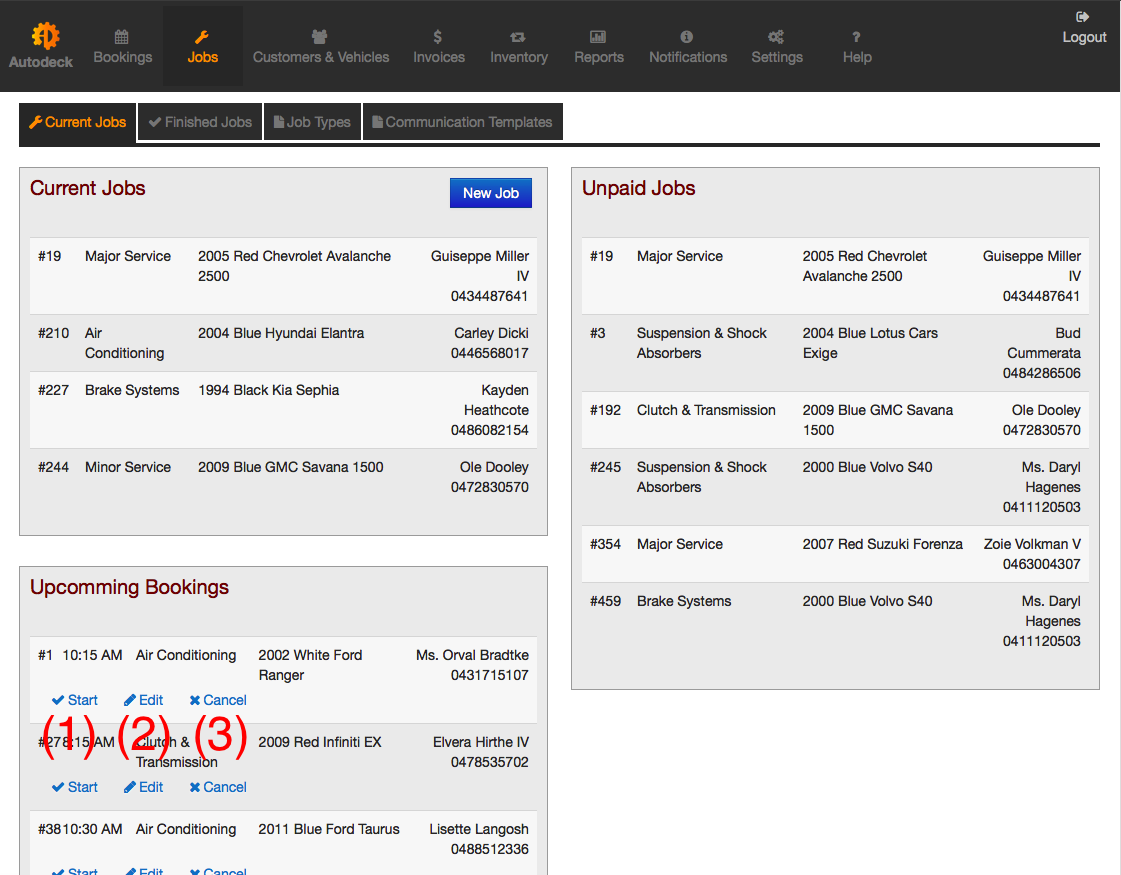 Autodeck
Bookings
Jobs
Customers & Vehicles
Invoices
Inventory
Reports
Notifications
Settings
Help
Logout
Current Jobs
Finished Jobs
Job Types
Communication Templates
Current Jobs
New Job
#19 Major Service 2005 Red Chevrolet Avalanche Guiseppe Miller
2500 IV
0434487641
#210 Air 2004 Blue Hyundai Elantra Carley Dicki
Conditioning 0446568017
#227 Brake Systems 1994 Black Kia Sephia Kayden
Heathcote
0486082154
#244 Minor Service 2009 Blue GMC Savana 1500 Ole Dooley
0472830570
Unpaid Jobs
#19 Major Service 2005 Red Chevrolet Guiseppe Miller
Avalanche 2500 IV
0434487641
#3 Suspension & Shock 2004 Blue Lotus Cars Bud
Absorbers Exige Cummerata
0484286506
#192 Clutch & Transmission 2009 Blue GMC Savana Ole Dooley
1500 0472830570
#245 Suspension & Shock 2000 Blue Volvo S40 Ms. Daryl
Absorbers Hagenes
0411120503
#354 Major Service 2007 Red Suzuki Forenza Zoie Volkman V
0463004307
#459 Brake Systems 2000 Blue Volvo S40 Ms. Daryl
Hagenes
0411120503
Upcomming Bookings
#1 10:15 AM Air Conditioning 2002 White Ford Ms. Orval Bradtke
Ranger 0431715107
Start Edit Cancel
(1) (2) (3)
#27 8:15 AM Clutch & 2009 Red Infiniti EX Elvera Hirthe IV
Transmission 0478535702
Start Edit Cancel
#38 10:30 AM Air Conditioning 2011 Blue Ford Taurus Lisette Langosh
0488512336
Start Edit Cancel